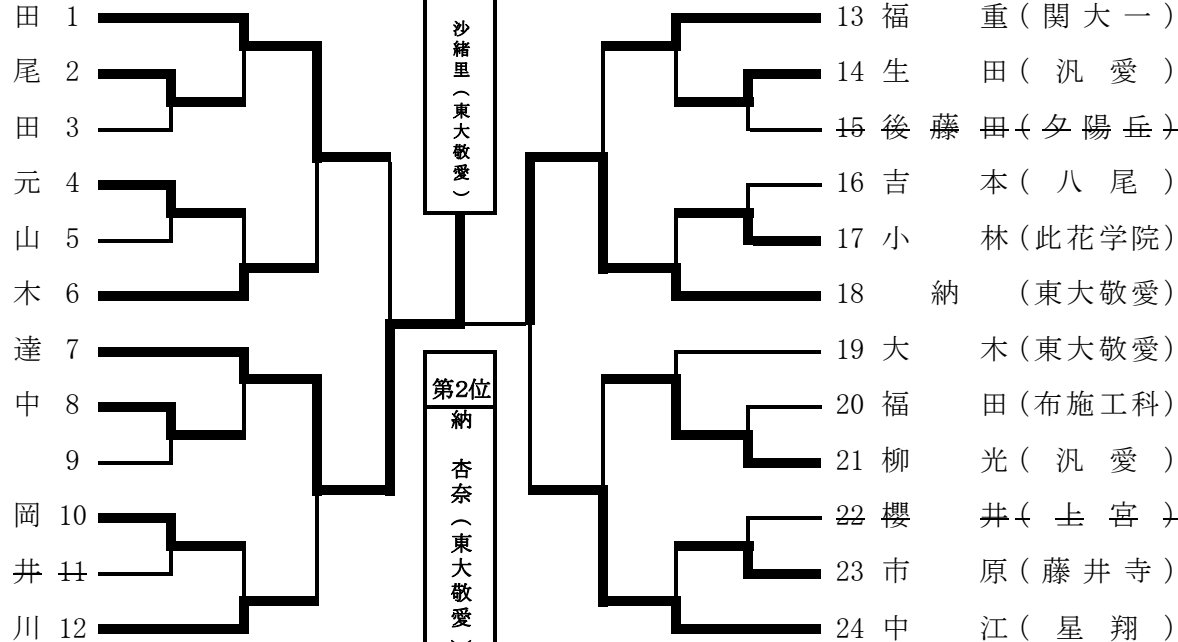 田 1
尾 2
田 3
元 4
山 5
木 6
達 7
中 8
9
岡 10
井 11
川 12
沙緒里（東大敬愛）
第2位
納 杏奈（東大敬愛）
13 福 重(関大一)
14 生 田(汎愛)
15 後藤田(夕陽丘)
16 吉 本(八尾)
17 小 林(此花学院)
18 納 (東大敬愛)
19 大 木(東大敬愛)
20 福 田(布施工科)
21 柳 光(汎愛)
22 櫻 井(上宮)
23 市 原(藤井寺)
24 中 江(星翔)